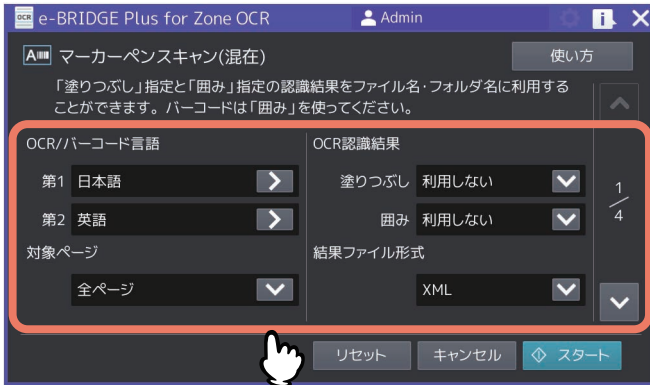 OCR e-BRIDGE Plus for Zone OCR
Admin
i
A マーカーペンスキャン(混在)
使い方
「塗りつぶし」指定と「囲み」指定の認識結果をファイル名・フォルダ名に利用する
ことができます。バーコードは「囲み」を使ってください。
OCR/バーコード言語
第1 日本語
第2 英語
対象ページ
全ページ
OCR認識結果
塗りつぶし 利用しない
囲み 利用しない
結果ファイル形式
XML
1/4
リセット
キャンセル
スタート